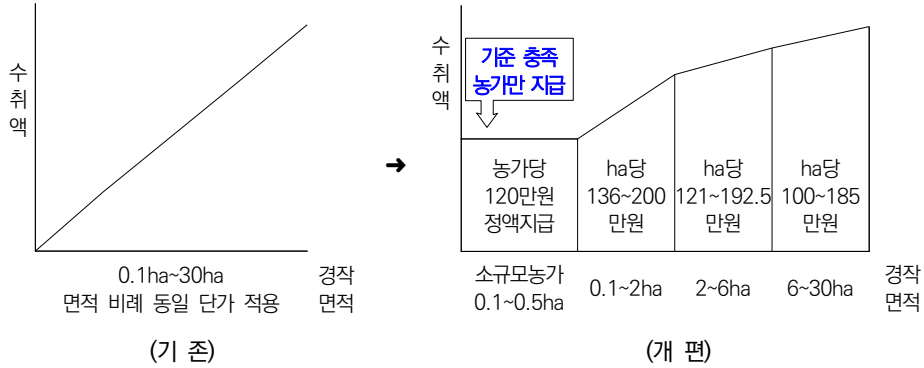 수
취
액
0.1ha~30ha
면적 비례 동일 단가 적용
경작
면적
(기 존)
➜
수
취
액
기준 충족
농가만 지급
농가당
120만원
정액지급
ha당
136~200
만원
ha당
121~192.5
만원
ha당
100~185
만원
소규모농가
0.1~0.5ha
0.1~2ha
2~6ha
6~30ha
경작
면적
(개 편)